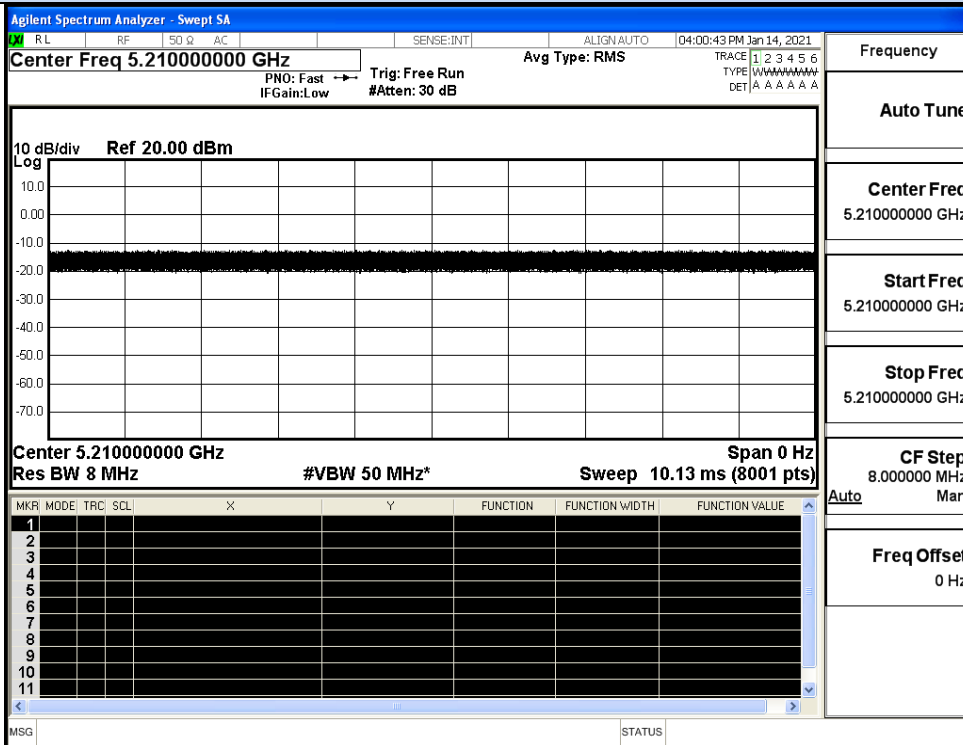 Agilent Spectrum Analyzer - Swept SA
LXI RL RF 50 Ω AC SENSE:INT ALIGN AUTO 04:00:43 PM Jan 14, 2021
Center Freq 5.210000000 GHz
Avg Type: RMS
TRACE 1 2 3 4 5 6
PNO: Fast
Trig: Free Run
TYPE WWWWWW
IFGain:Low
#Atten: 30 dB
DET A A A A A A
10 dB/div Ref 20.00 dBm
Log
10.0
0.00
-10.0
-20.0
-30.0
-40.0
-50.0
-60.0
-70.0
Center 5.210000000 GHz Span 0 Hz
Res BW 8 MHz #VBW 50 MHz* Sweep 10.13 ms (8001 pts)
MKR MODE TRC SCL X Y FUNCTION FUNCTION WIDTH FUNCTION VALUE
1
2
3
4
5
6
7
8
9
10
11
MSG STATUS
Frequency
Auto Tune
Center Freq
5.210000000 GHz
Start Freq
5.210000000 GHz
Stop Freq
5.210000000 GHz
CF Step
8.000000 MHz
Auto Man
Freq Offset
0 Hz